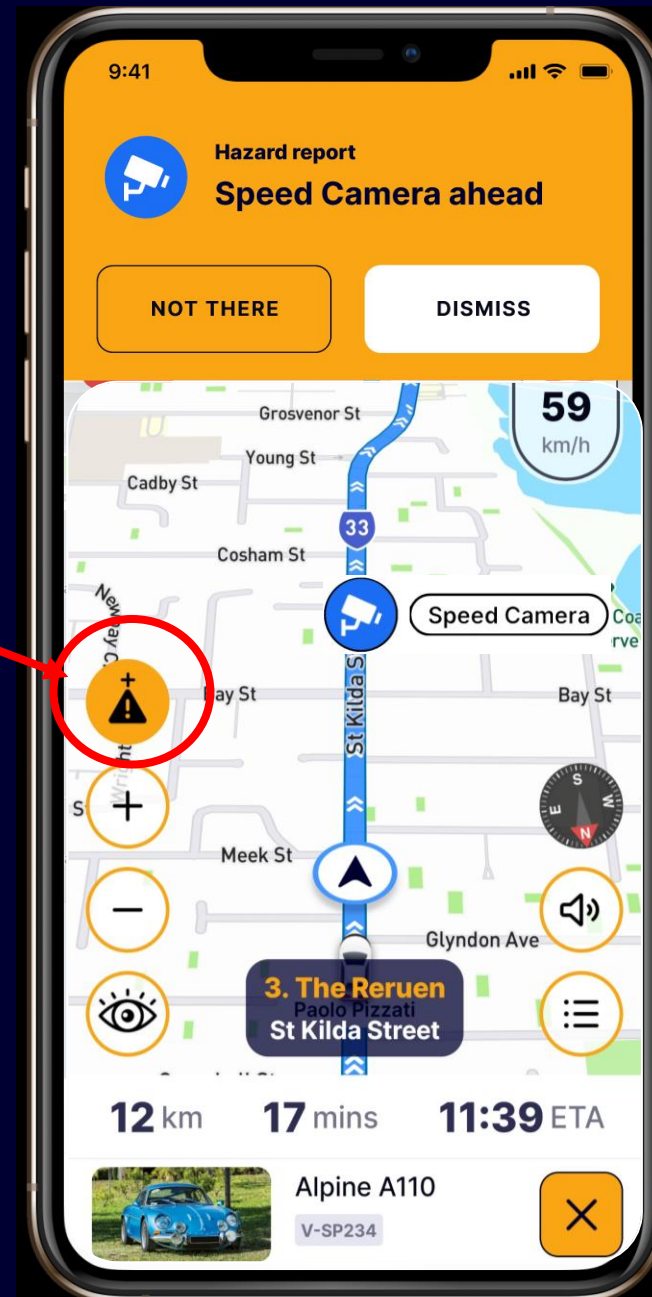 9:41
Hazard report
Speed Camera ahead
NOT THERE
DISMISS
59
km/h
Grosvenor St
Young St
Cadby St
33
Cosham St
Speed Camera
Coa
rve
Bay St
St Kilda S
Bay St
S
E
W
N
Meek St
Glyndon Ave
3. The Reruen
Paolo Pizzati
St Kilda Street
12 km
17 mins
11:39 ETA
Alpine A110
V-SP234